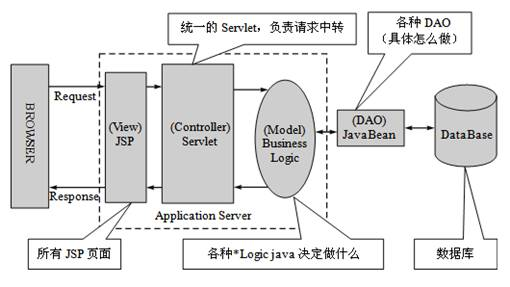 统一的 Servlet，负责请求中转
各种 DAO
（具体怎么做）
BROWSER
Request
Response
(View)
JSP
(Controller)
Servlet
(Model)
Business
Logic
(DAO)
JavaBean
DataBase
Application Server
所有 JSP 页面
各种*Logic java 决定做什么
数据库